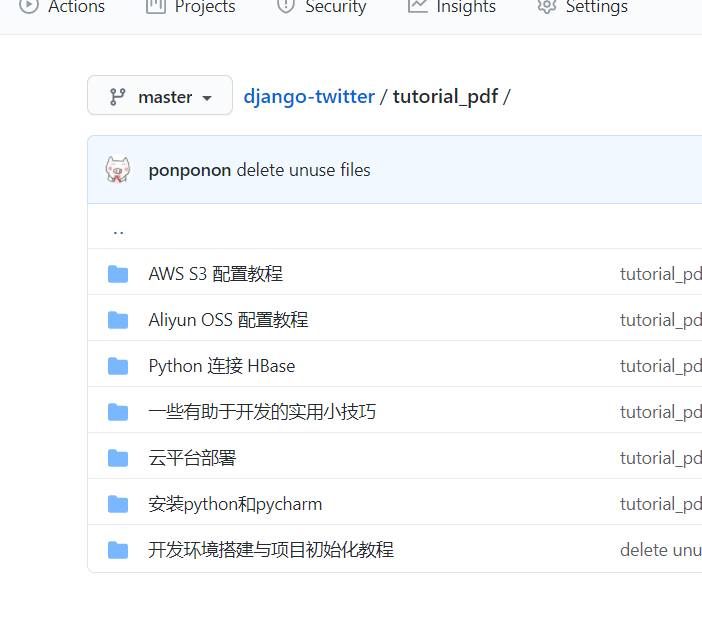 Actions Projects Security Insights Settings
master django-twitter / tutorial_pdf /
ponponon delete unuse files
..
AWS S3 配置教程 tutorial_pd
Aliyun OSS 配置教程 tutorial_pd
Python 连接 HBase tutorial_pd
一些有助于开发的实用小技巧 tutorial_pd
云平台部署 tutorial_pd
安装python和pycharm tutorial_pd
开发环境搭建与项目初始化教程 delete unu